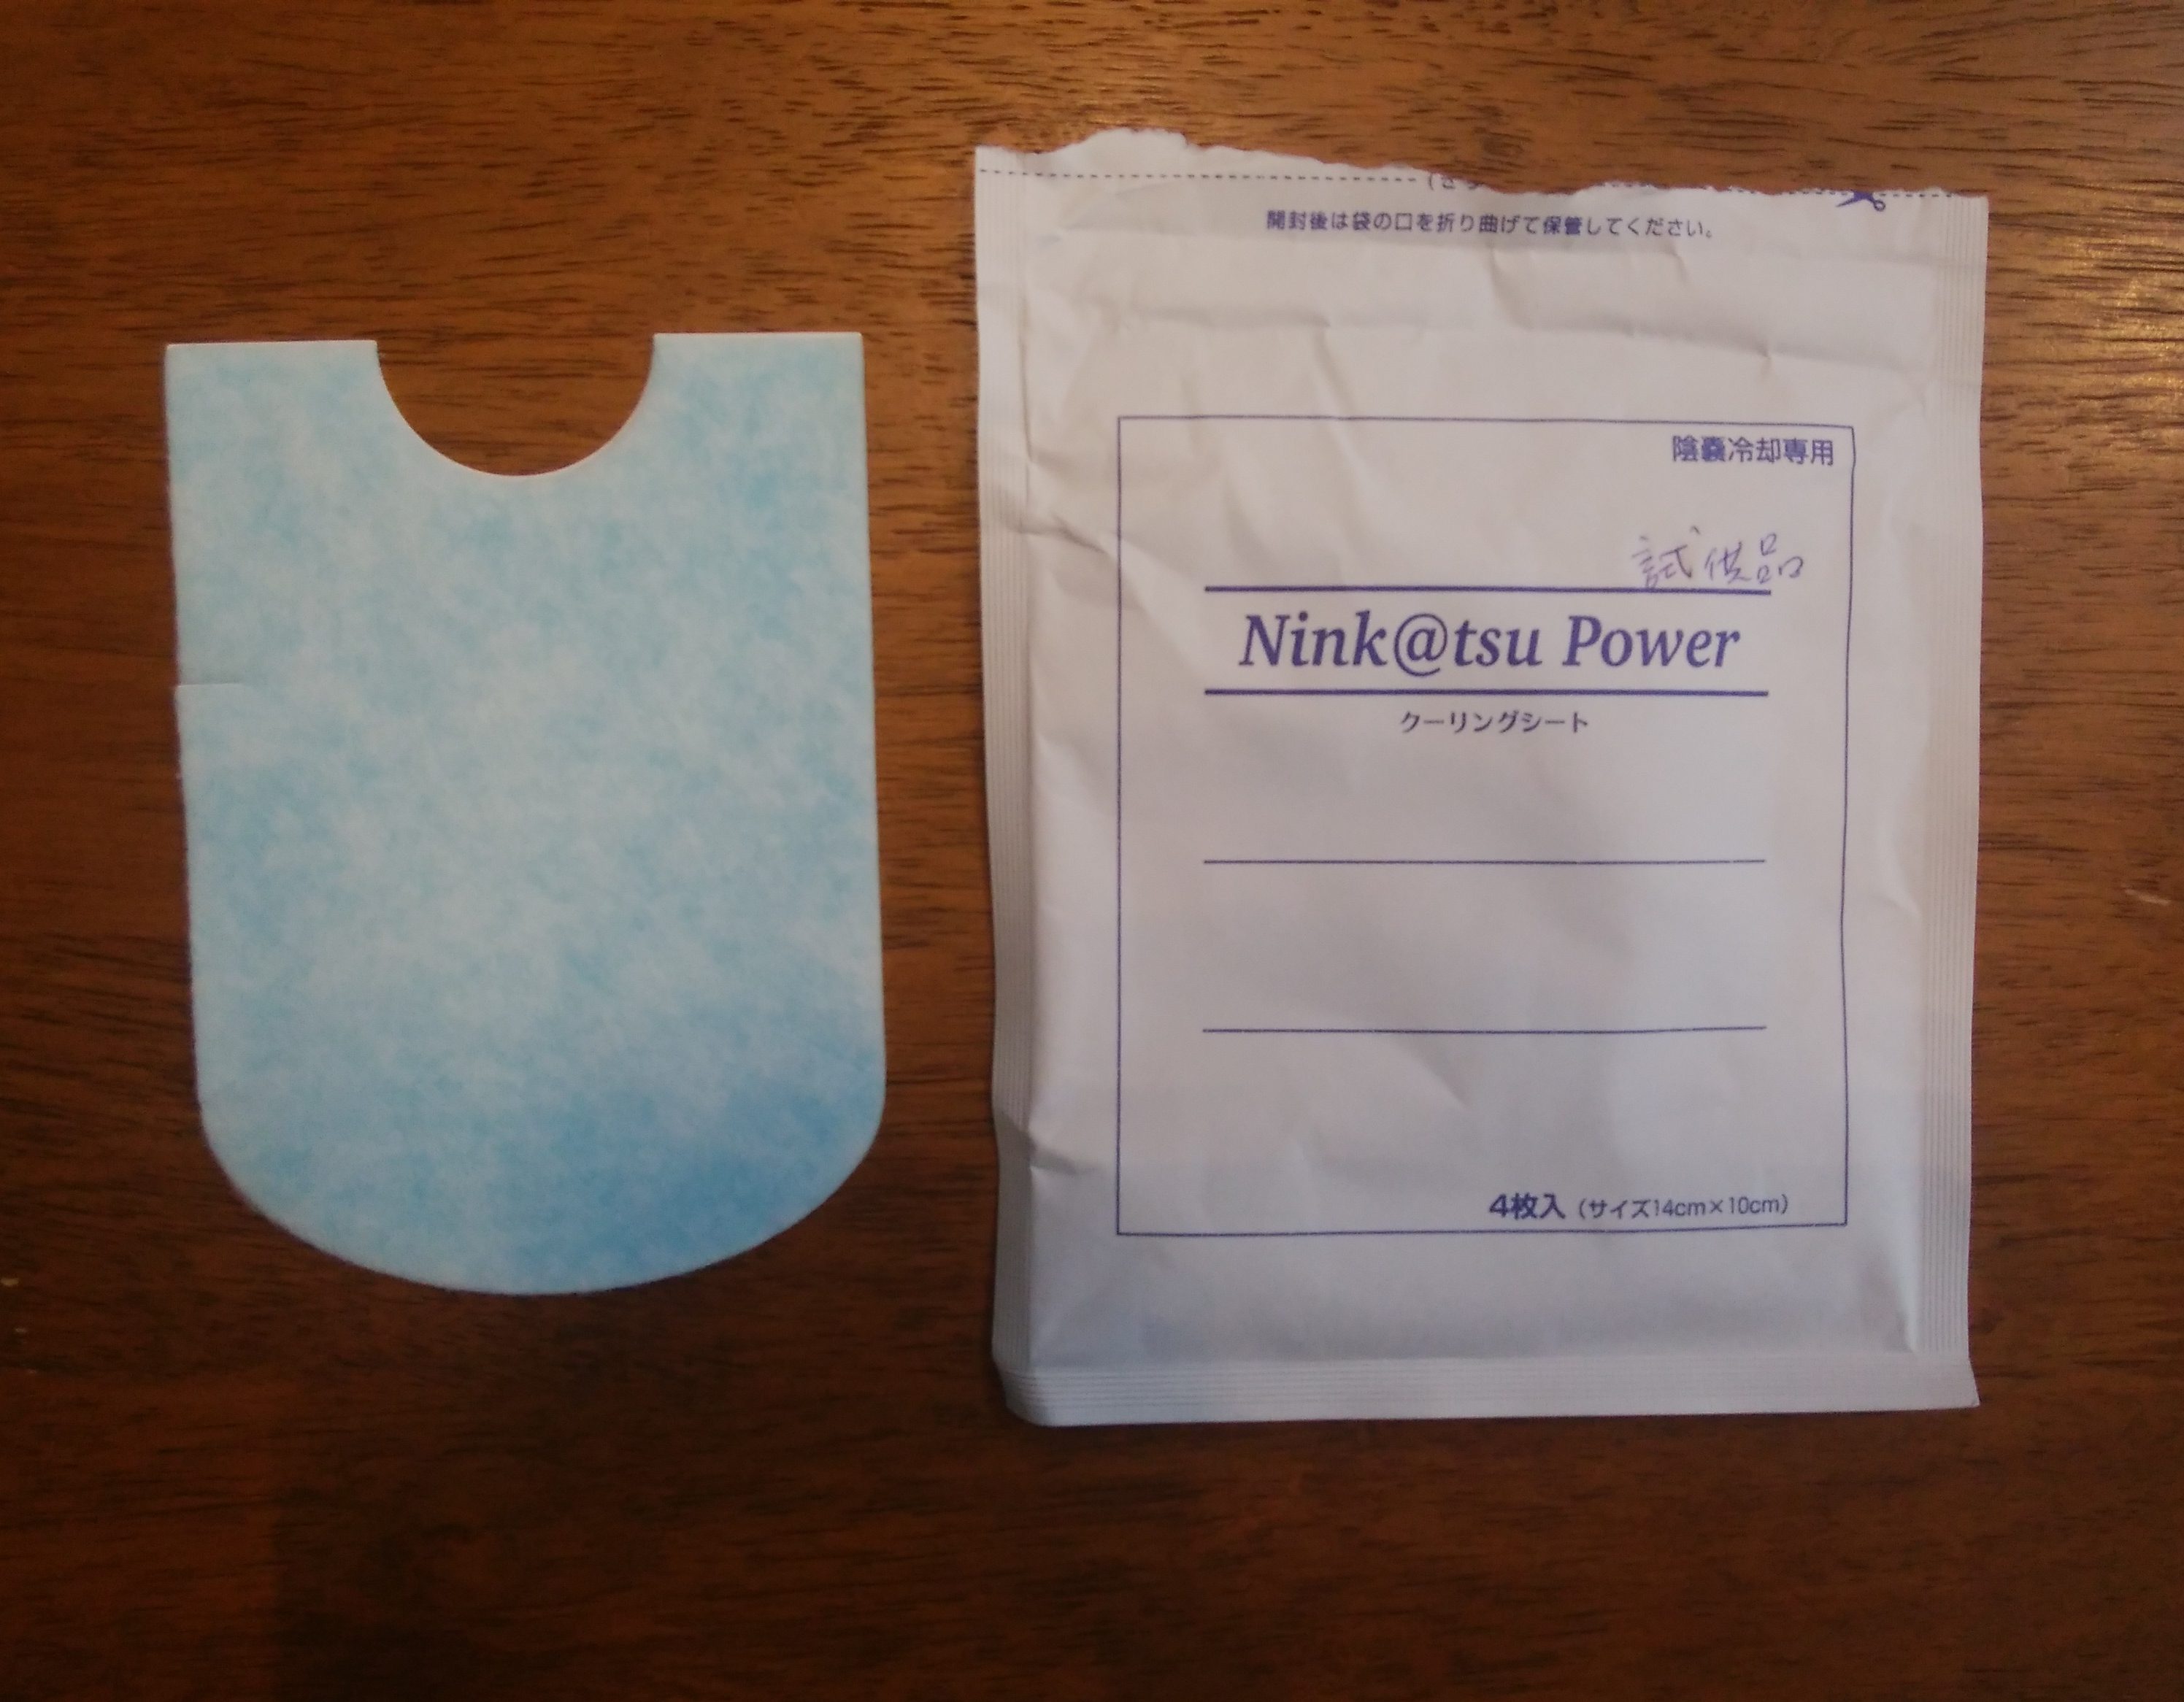 開封後は袋の口を折り曲げて保管してください。
陰嚢冷却専用
試供品
Nink@tsu Power
クーリングシート
4枚入（サイズ14cm×10cm）